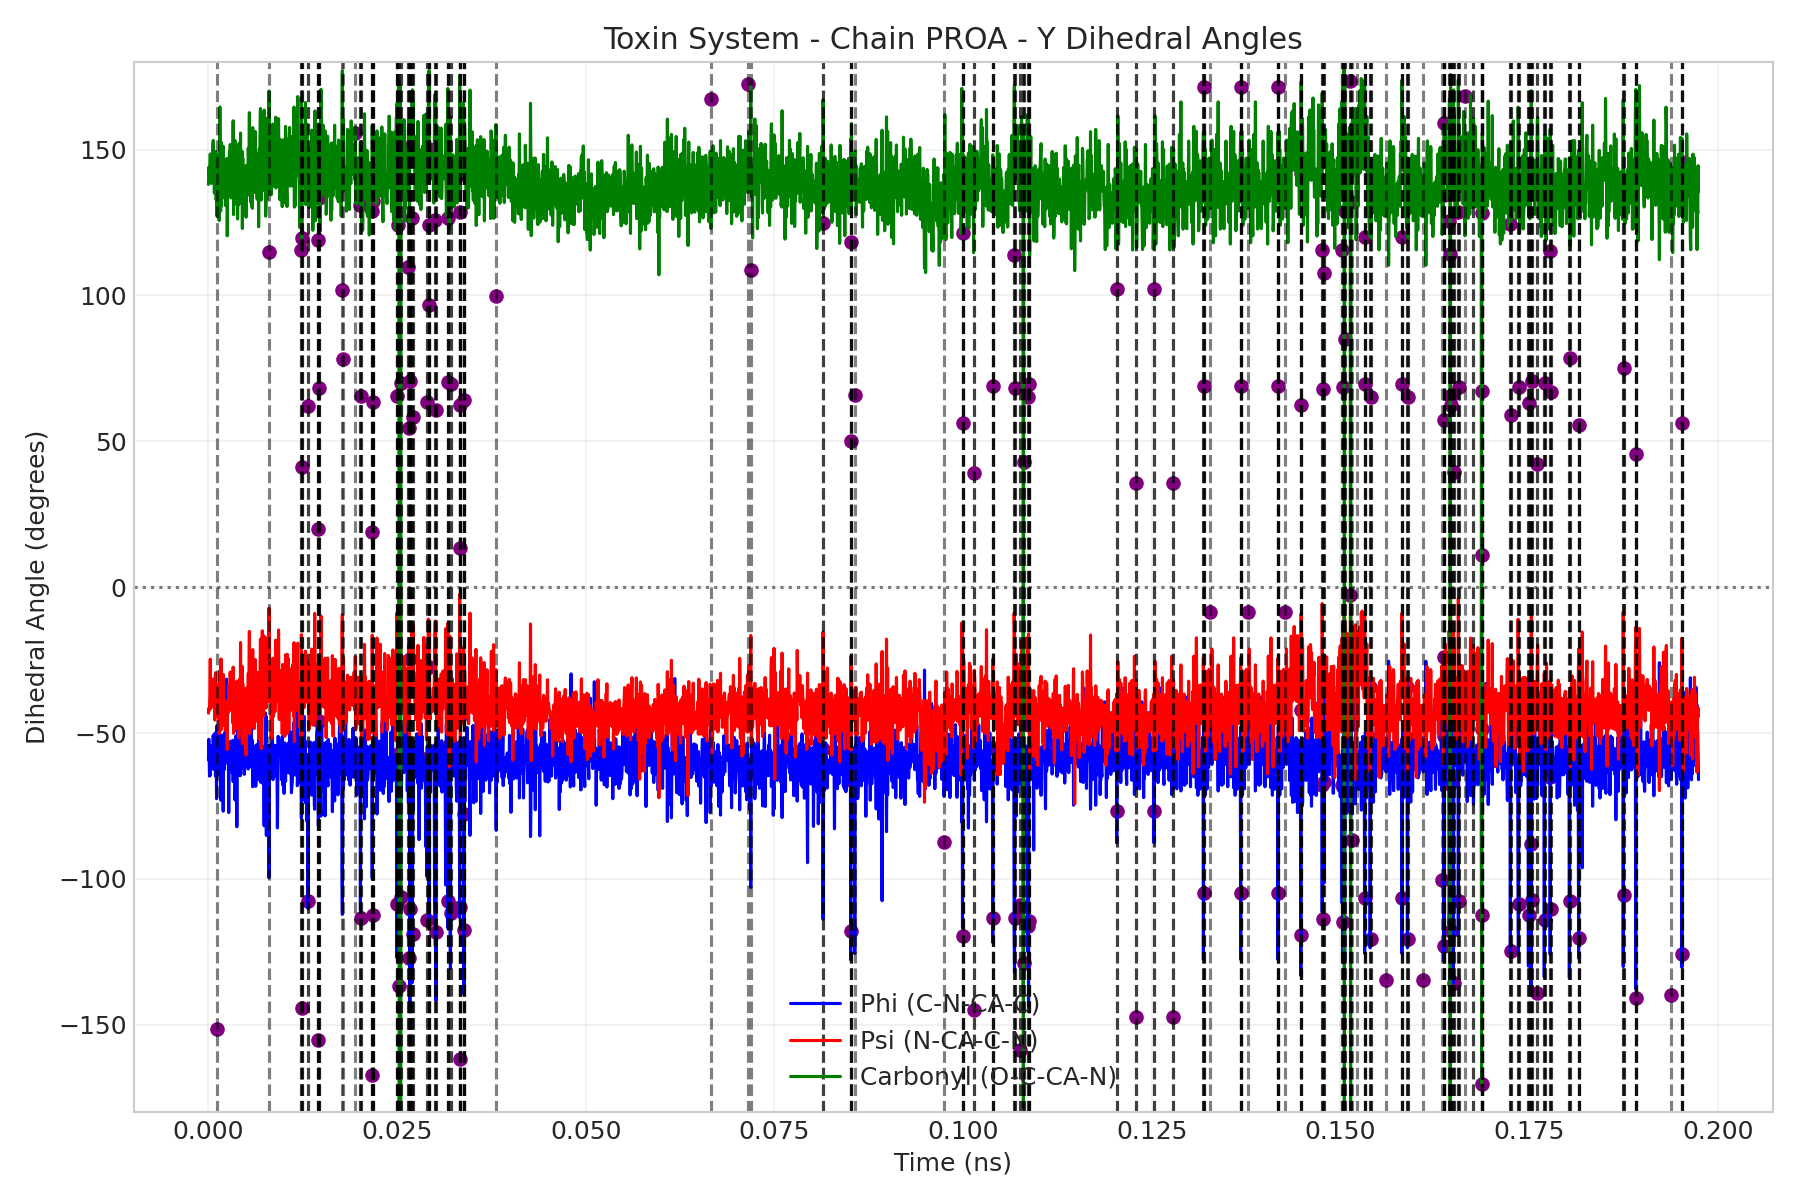 Toxin System - Chain PROA - Y Dihedral Angles
Dihedral Angle (degrees)
150
100
50
0
−50
−100
−150
Phi (C-N-CA-C)
Psi (N-CA-C-N)
Carbonyl (O-C-CA-N)
0.000 0.025 0.050 0.075 0.100 0.125 0.150 0.175 0.200
Time (ns)